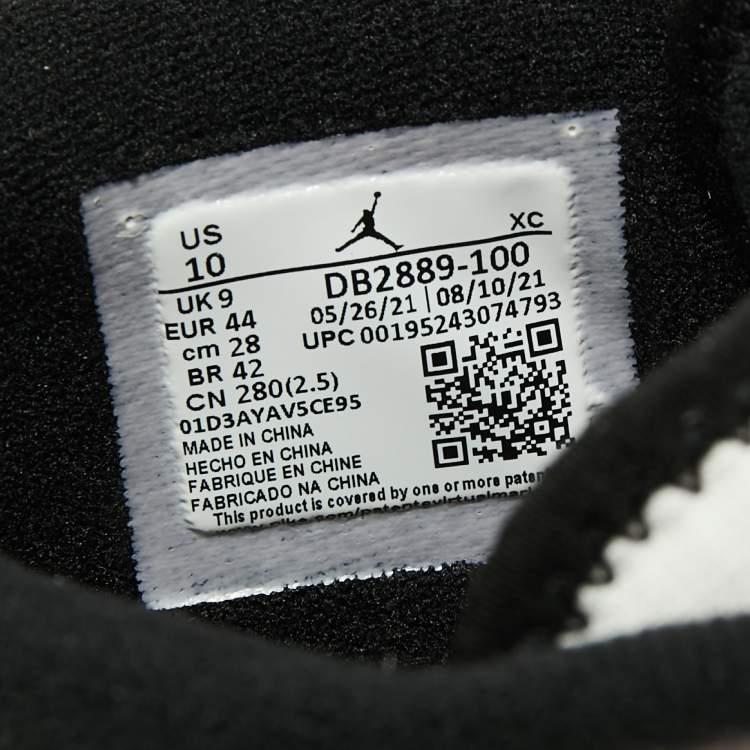 US
10
XC
UK 9
EUR 44
cm 28
BR 42
CN 280(2.5)
DB2889-100
05/26/21 | 08/10/21
UPC 00195243074793
01D3AYAV5CE95
MADE IN CHINA
HECHO EN CHINA
FABRIQUE EN CHINE
FABRICADO NA CHINA
This product is covered by one or more